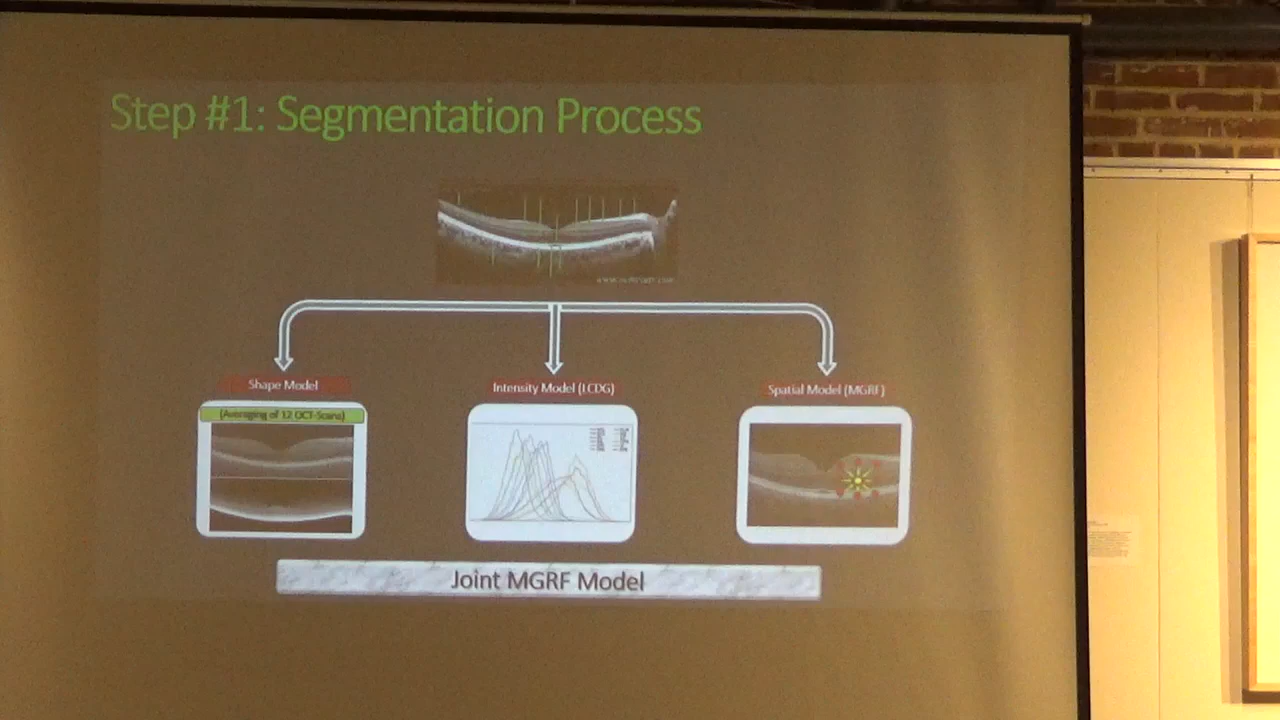 Step #1: Segmentation Process
Shape Model
Intensity Model (LCDG)
Spatial Model (MGRF)
(Averaging of 12 OCT-Scans)
Joint MGRF Model